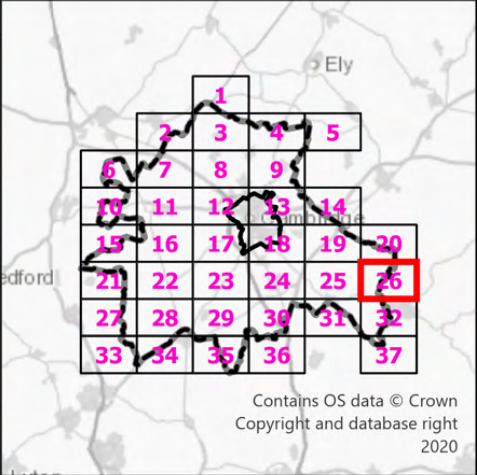 Ely
1
2 3 4 5
6 7 8 9
10 11 12 13 14
Cambridge
15 16 17 18 19 20
edford
21 22 23 24 25 26
27 28 29 30 31 32
33 34 35 36 37
Contains OS data © Crown
Copyright and database right
2020